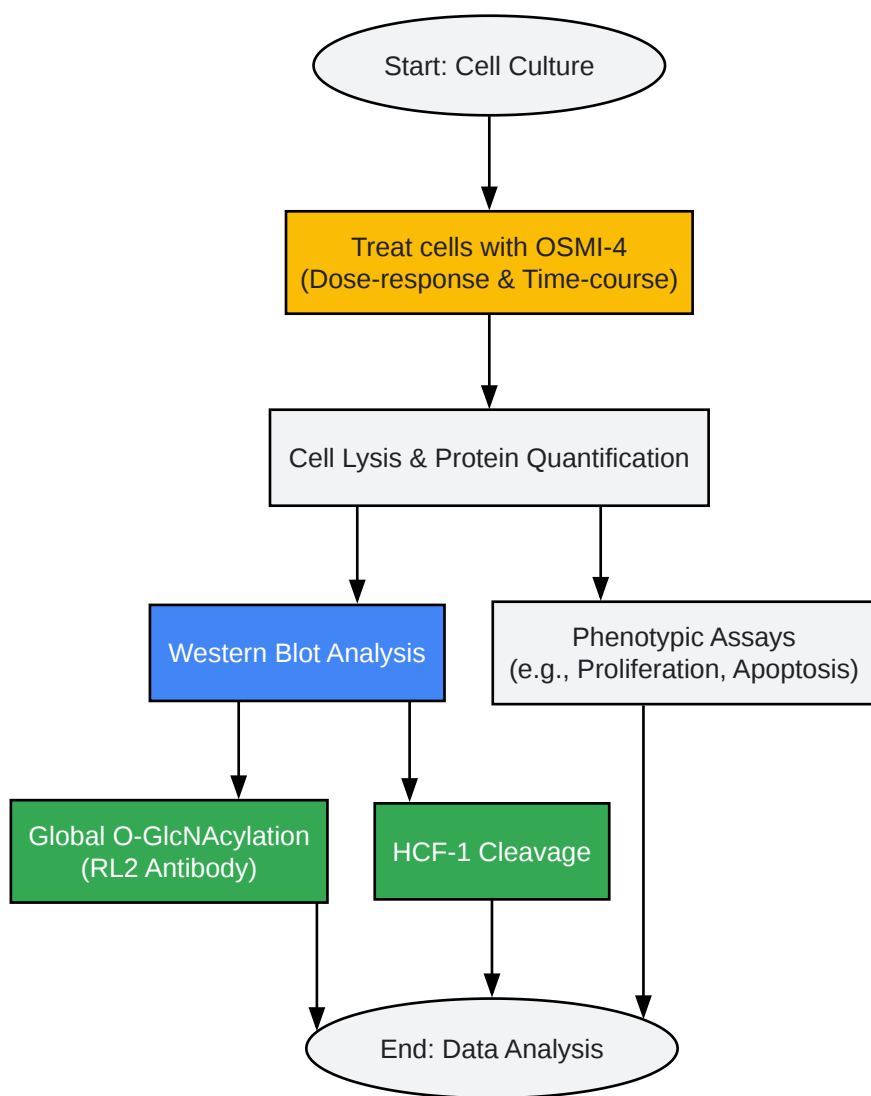 Start: Cell Culture
Treat cells with OSMI-4
(Dose-response & Time-course)
Cell Lysis & Protein Quantification
Western Blot Analysis
Phenotypic Assays
(e.g., Proliferation, Apoptosis)
Global O-GlcNAcylation
(RL2 Antibody)
HCF-1 Cleavage
End: Data Analysis